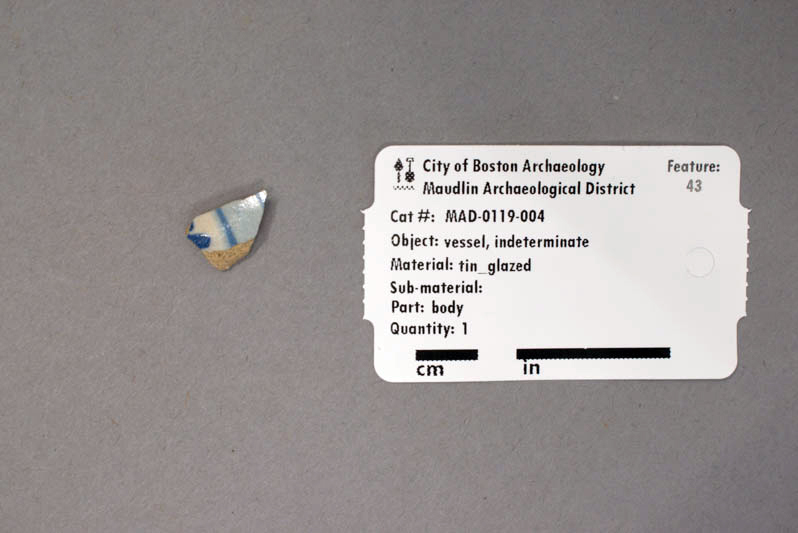 City of Boston Archaeology
Maudlin Archaeological District
Feature:
43
Cat #: MAD-0119-004
Object: vessel, indeterminate
Material: tin_glazed
Sub-material:
Part: body
Quantity: 1
cm in